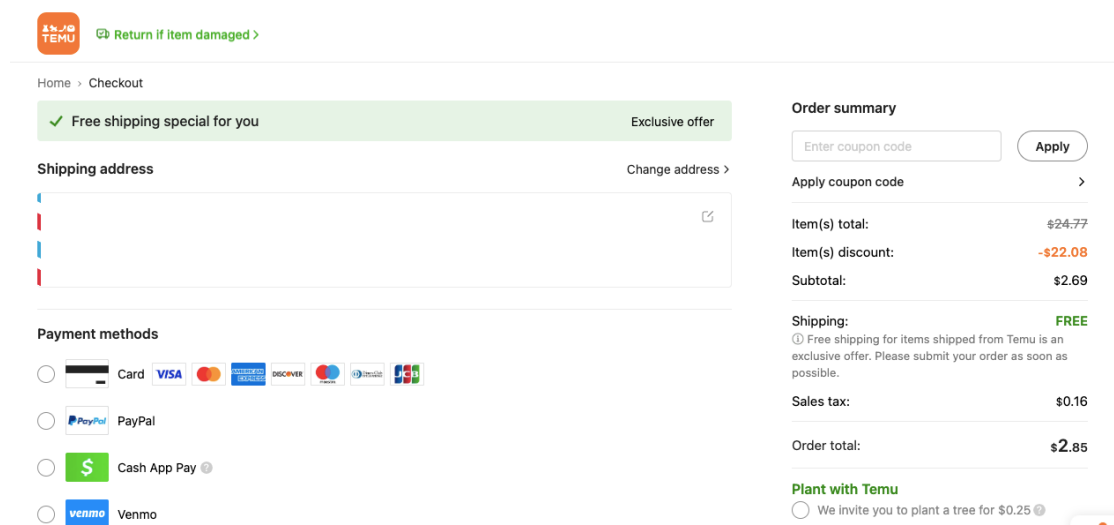 TEMU
Return if item damaged >
Home › Checkout
Free shipping special for you
Exclusive offer
Shipping address
Change address >
Payment methods
Card VISA AMERICAN EXPRESS DISCOVER maestro Diners Club INTERNATIONAL JCB
PayPal PayPal
$ Cash App Pay ?
venmo Venmo
Order summary
Enter coupon code
Apply
Apply coupon code >
Item(s) total: $24.77
Item(s) discount: -$22.08
Subtotal: $2.69
Shipping: FREE
Free shipping for items shipped from Temu is an
exclusive offer. Please submit your order as soon as
possible.
Sales tax: $0.16
Order total: $2.85
Plant with Temu
We invite you to plant a tree for $0.25 ?